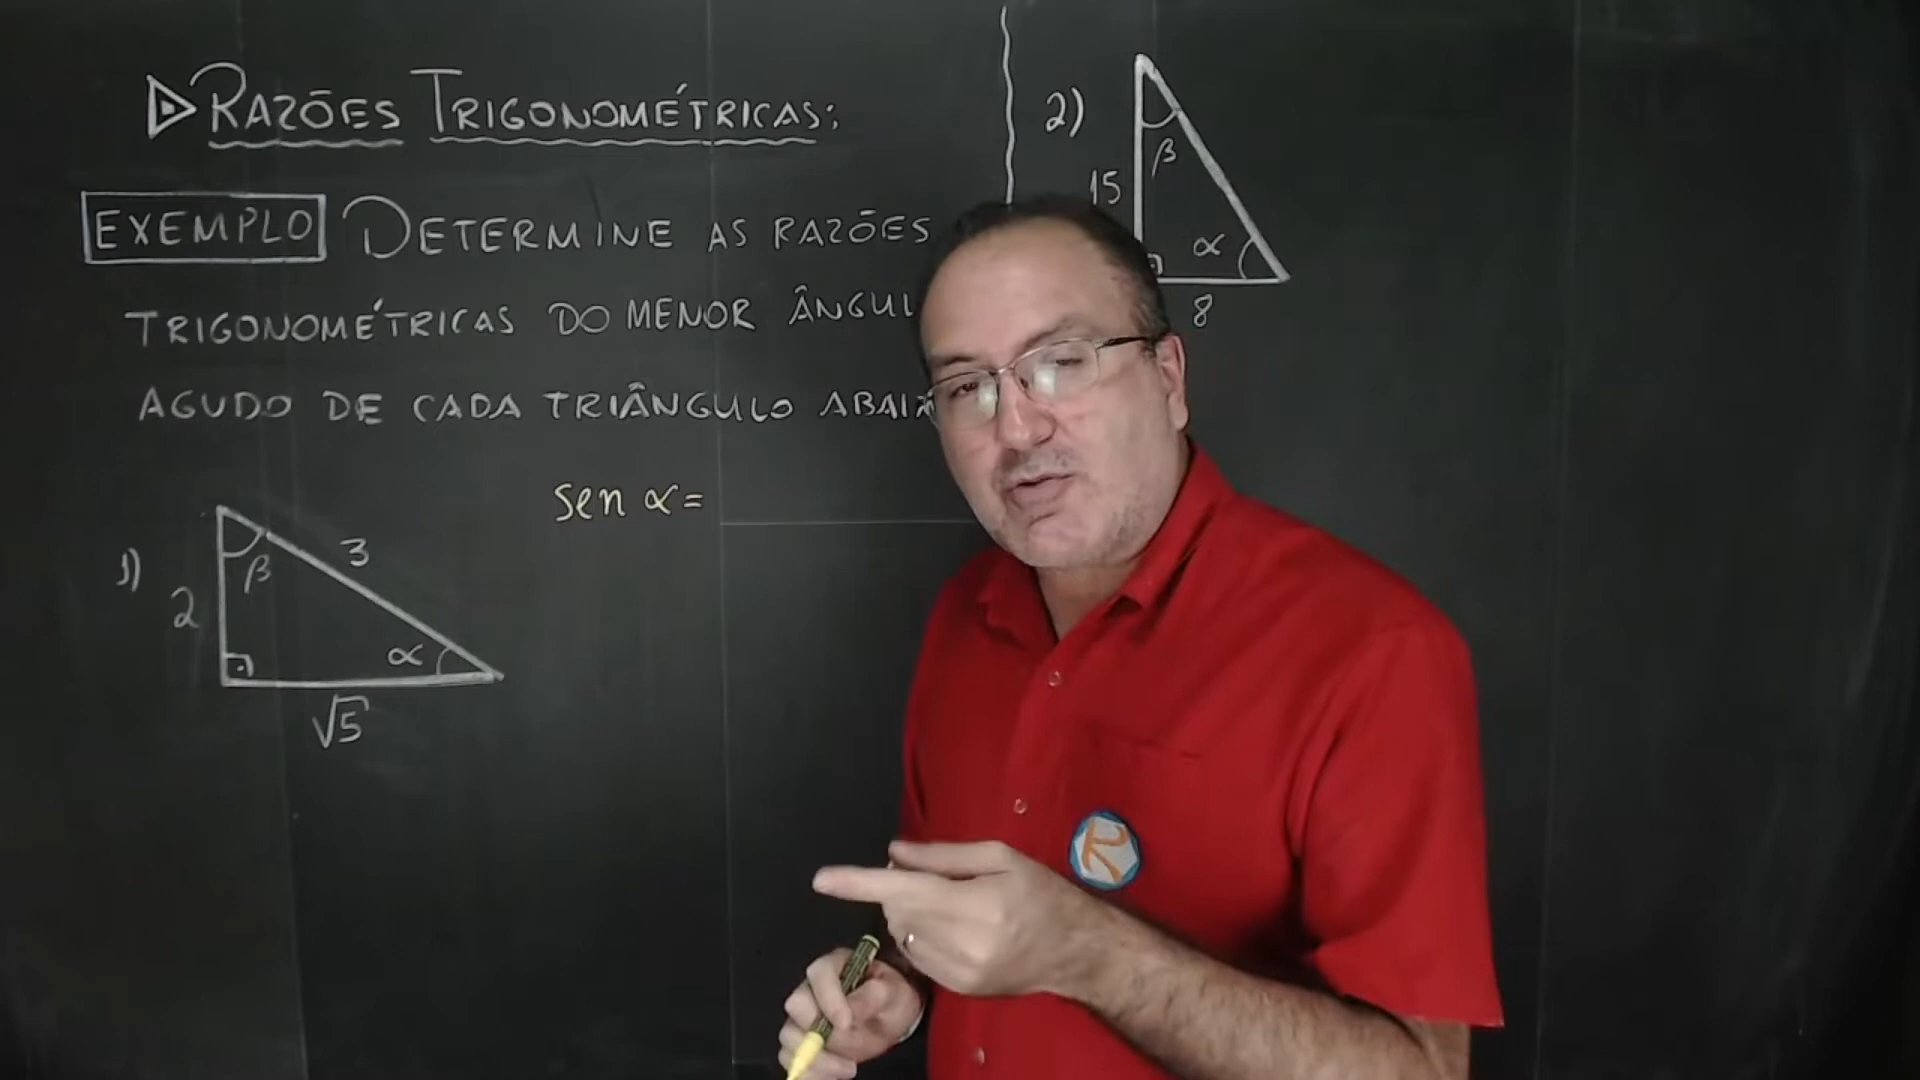 RAZÕES TRIGONOMÉTRICAS:
EXEMPLO DETERMINE AS RAZÕES
TRIGONOMÉTRICAS DO MENOR ÂNGUL
AGUDO DE CADA TRIÂNGULO ABAIX
sen α =
1)
2
β
3
α
√5
2)
15
β
α
8
R